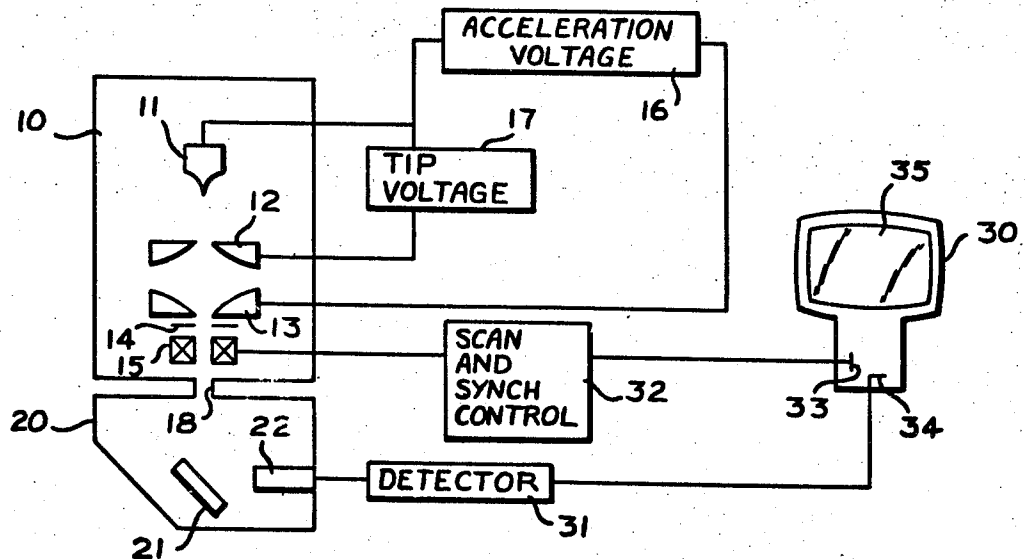 ACCELERATION
VOLTAGE
16
11
10
17
TIP
VOLTAGE
35
12
30
14
13
15
SCAN
AND
SYNCH
CONTROL
32
33
34
20
18
22
DETECTOR
31
21